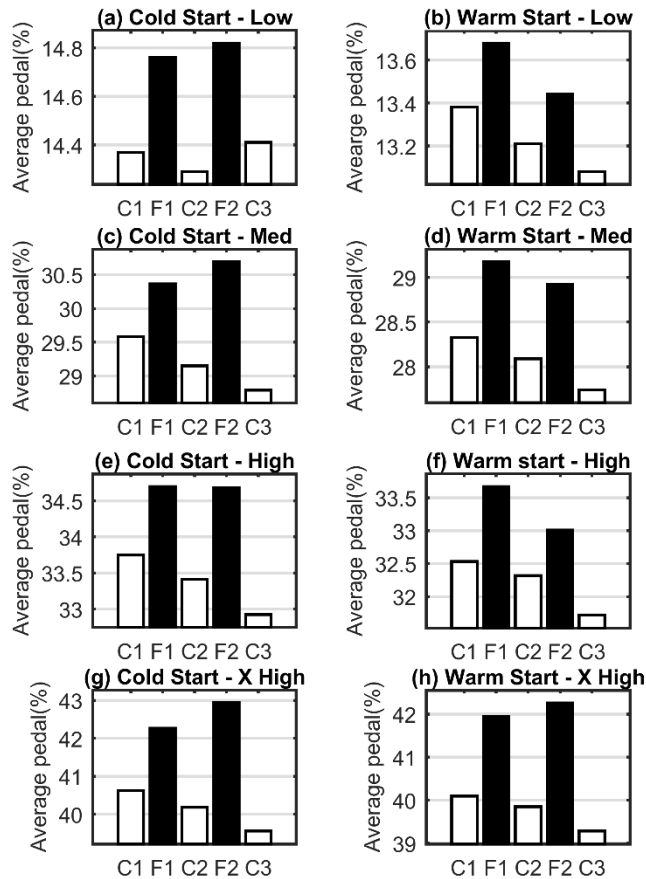 (a) Cold Start - Low
Average pedal(%)
14.8
14.6
14.4
C1 F1 C2 F2 C3
(b) Warm Start - Low
Avearge pedal(%)
13.6
13.4
13.2
C1 F1 C2 F2 C3
(c) Cold Start - Med
Average pedal(%)
30.5
30
29.5
29
C1 F1 C2 F2 C3
(d) Warm Start - Med
Average pedal(%)
29
28.5
28
C1 F1 C2 F2 C3
(e) Cold Start - High
Average pedal(%)
34.5
34
33.5
33
C1 F1 C2 F2 C3
(f) Warm start - High
Average pedal(%)
33.5
33
32.5
32
C1 F1 C2 F2 C3
(g) Cold Start - X High
Average pedal(%)
43
42
41
40
C1 F1 C2 F2 C3
(h) Warm Start - X High
Average pedal(%)
42
41
40
39
C1 F1 C2 F2 C3